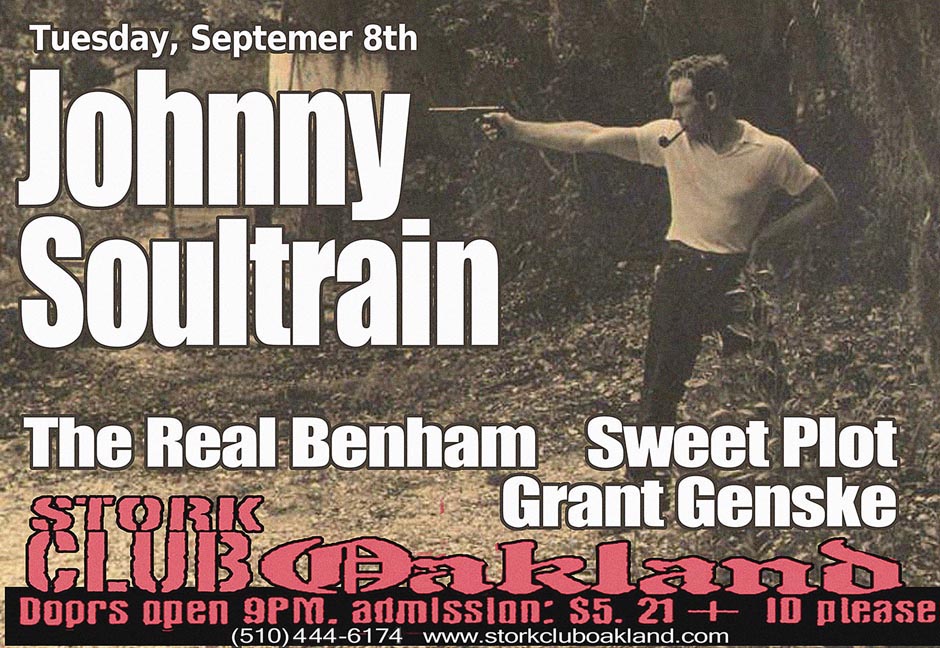 Tuesday, Septemer 8th
Johnny
Soultrain
The Real Benham
Sweet Plot
Grant Genske
STORK
CLUB Oakland
Doors open 9PM. admission: $5. 21 + ID please
(510) 444-6174 www.storkcluboakland.com